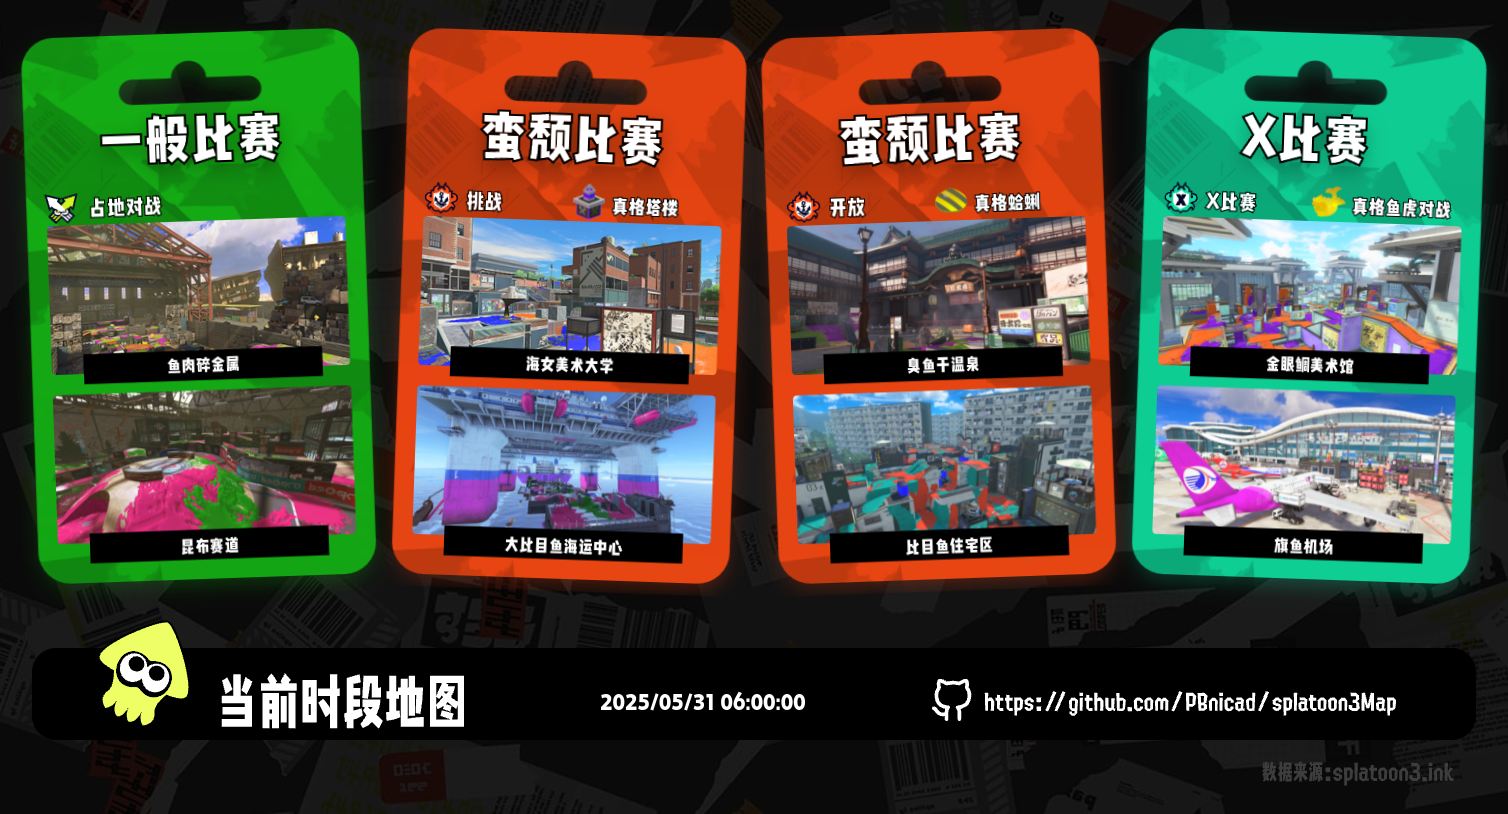 一般比赛
占地对战
鱼肉碎金属
昆布赛道
蛮颓比赛
挑战
真格塔楼
海女美术大学
大比目鱼海运中心
蛮颓比赛
开放
真格蛤蜊
臭鱼干温泉
比目鱼住宅区
X比赛
X比赛
真格鱼虎对战
金眼鲷美术馆
旗鱼机场
当前时段地图
2025/05/31 06:00:00
https://github.com/PBnicad/splatoon3Map
数据来源:splatoon3.ink